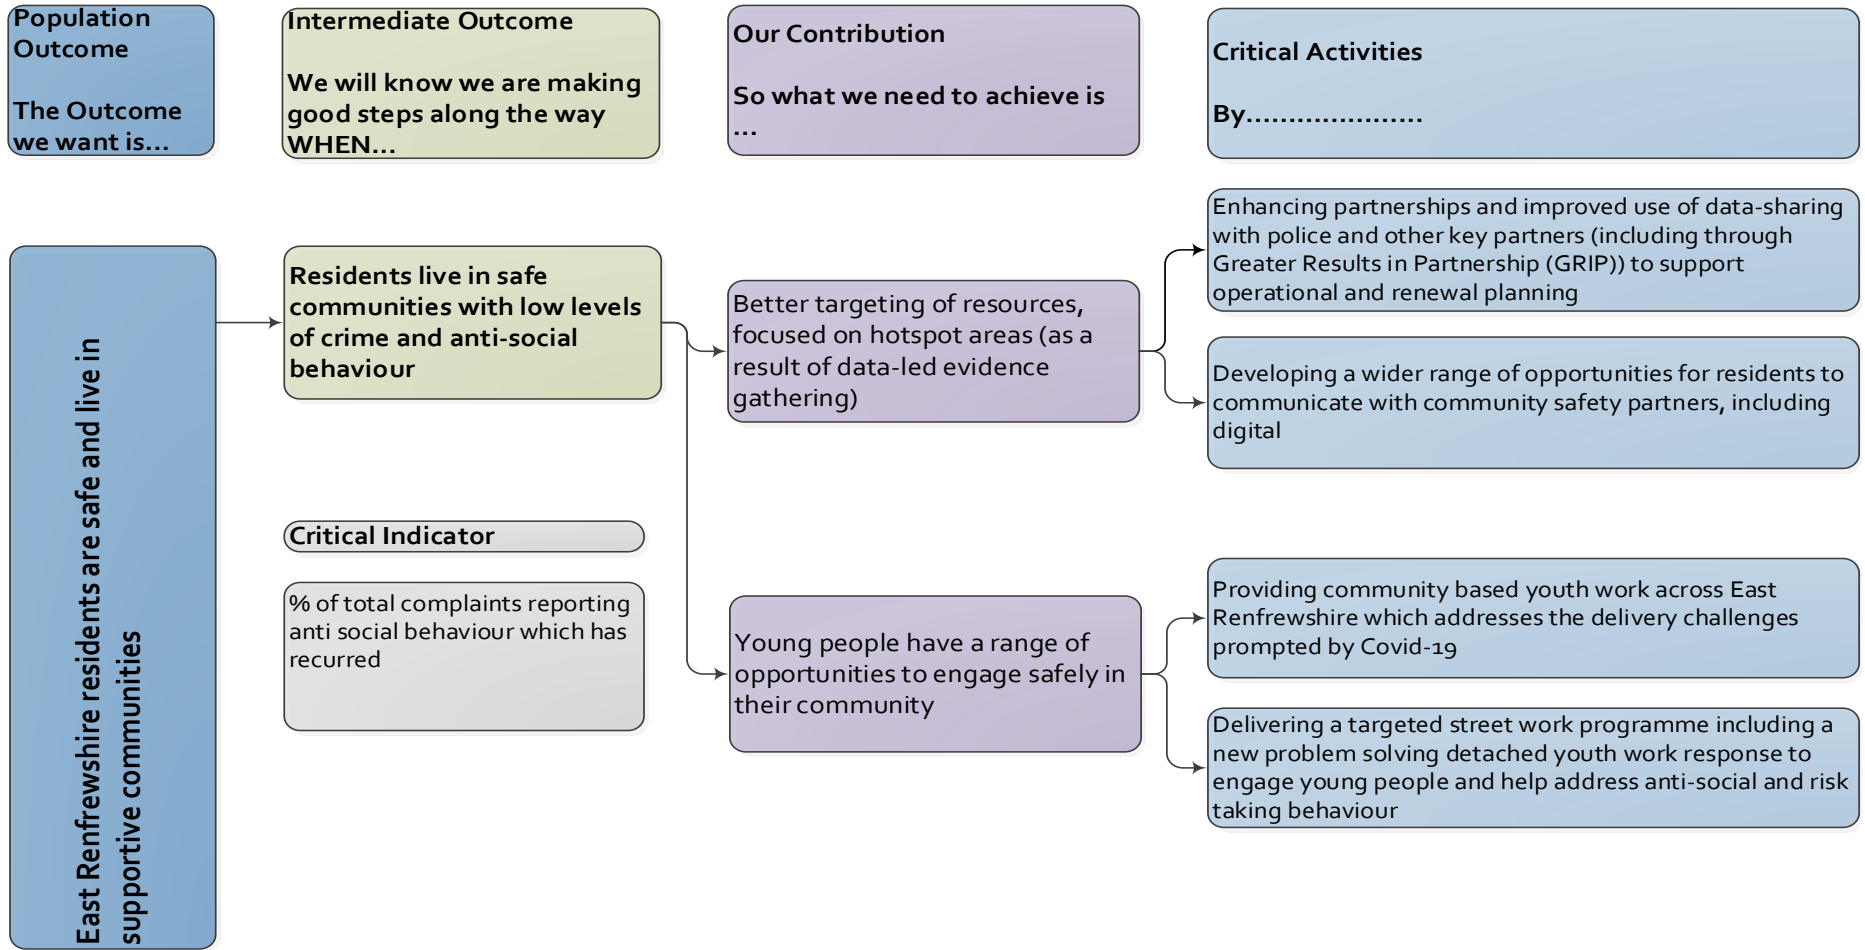 Population
Outcome
The Outcome
we want is...
Intermediate Outcome
We will know we are making
good steps along the way
WHEN...
Our Contribution
So what we need to achieve is
...
Critical Activities
By.....................
East Renfrewshire residents are safe and live in
supportive communities
Residents live in safe
communities with low levels
of crime and anti-social
behaviour
Critical Indicator
% of total complaints reporting
anti social behaviour which has
recurred
Better targeting of resources,
focused on hotspot areas (as a
result of data-led evidence
gathering)
Young people have a range of
opportunities to engage safely in
their community
Enhancing partnerships and improved use of data-sharing
with police and other key partners (including through
Greater Results in Partnership (GRIP)) to support
operational and renewal planning
Developing a wider range of opportunities for residents to
communicate with community safety partners, including
digital
Providing community based youth work across East
Renfrewshire which addresses the delivery challenges
prompted by Covid-19
Delivering a targeted street work programme including a
new problem solving detached youth work response to
engage young people and help address anti-social and risk
taking behaviour